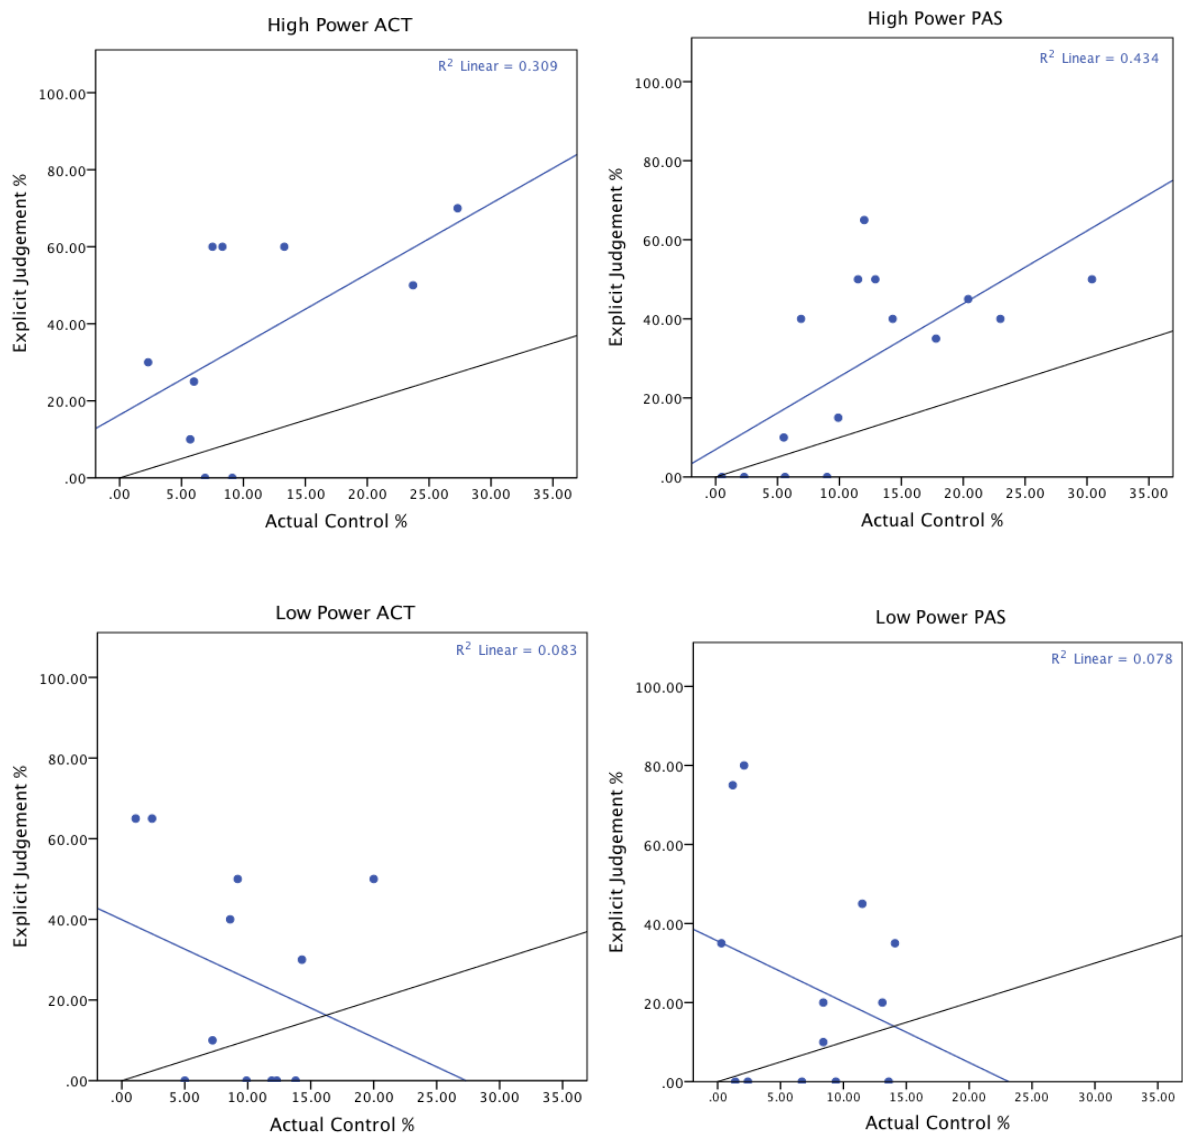 High Power ACT
R² Linear = 0.309
100.00
80.00
60.00
40.00
20.00
.00
Explicit Judgement %
.00 5.00 10.00 15.00 20.00 25.00 30.00 35.00
Actual Control %
High Power PAS
R² Linear = 0.434
100.00
80.00
60.00
40.00
20.00
.00
Explicit Judgement %
.00 5.00 10.00 15.00 20.00 25.00 30.00 35.00
Actual Control %
Low Power ACT
R² Linear = 0.083
100.00
80.00
60.00
40.00
20.00
.00
Explicit Judgement %
.00 5.00 10.00 15.00 20.00 25.00 30.00 35.00
Actual Control %
Low Power PAS
R² Linear = 0.078
100.00
80.00
60.00
40.00
20.00
.00
Explicit Judgement %
.00 5.00 10.00 15.00 20.00 25.00 30.00 35.00
Actual Control %